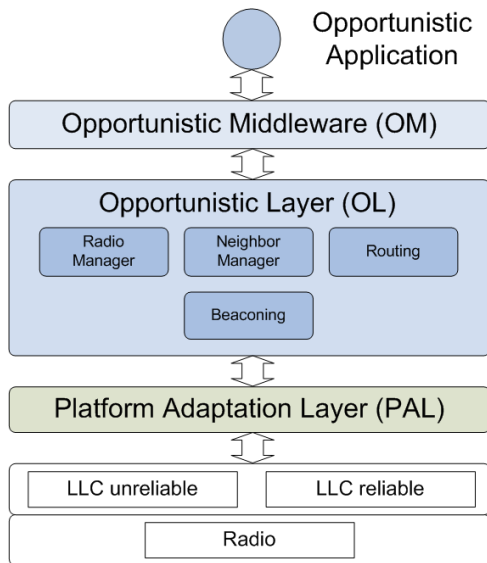 Opportunistic
Application
Opportunistic Middleware (OM)
Opportunistic Layer (OL)
Radio
Manager
Neighbor
Manager
Routing
Beaconing
Platform Adaptation Layer (PAL)
LLC unreliable
LLC reliable
Radio